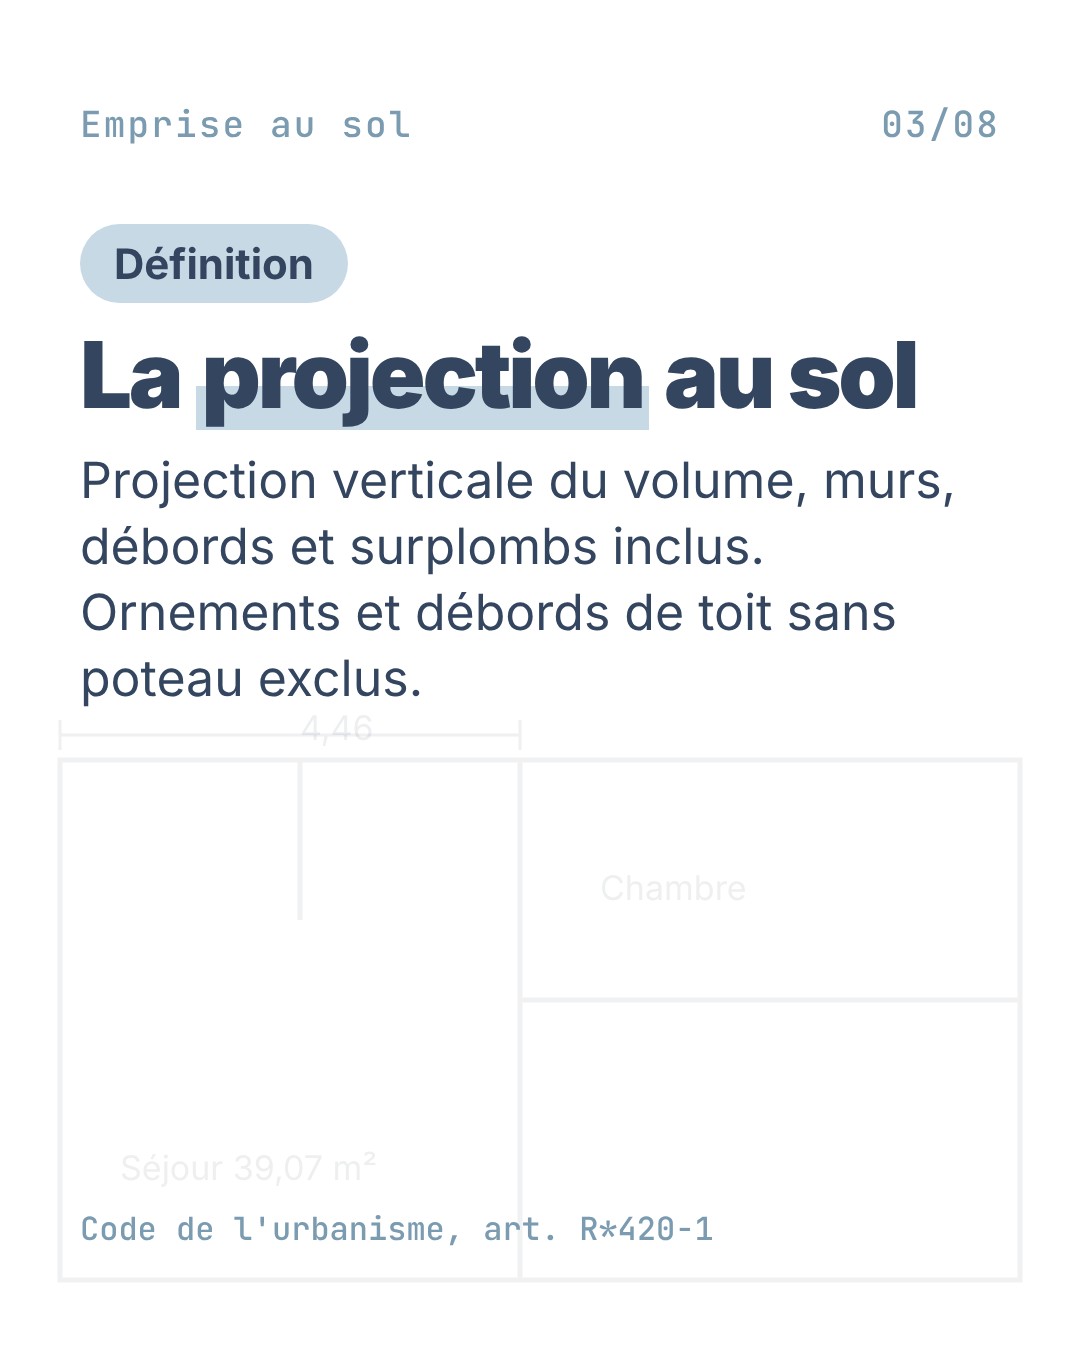 Emprise au sol
03/08
Définition
La projection au sol
Projection verticale du volume, murs,
débords et surplombs inclus.
Ornements et débords de toit sans
poteau exclus.
4,46
Chambre
Séjour 39,07 m²
Code de l'urbanisme, art. R*420-1